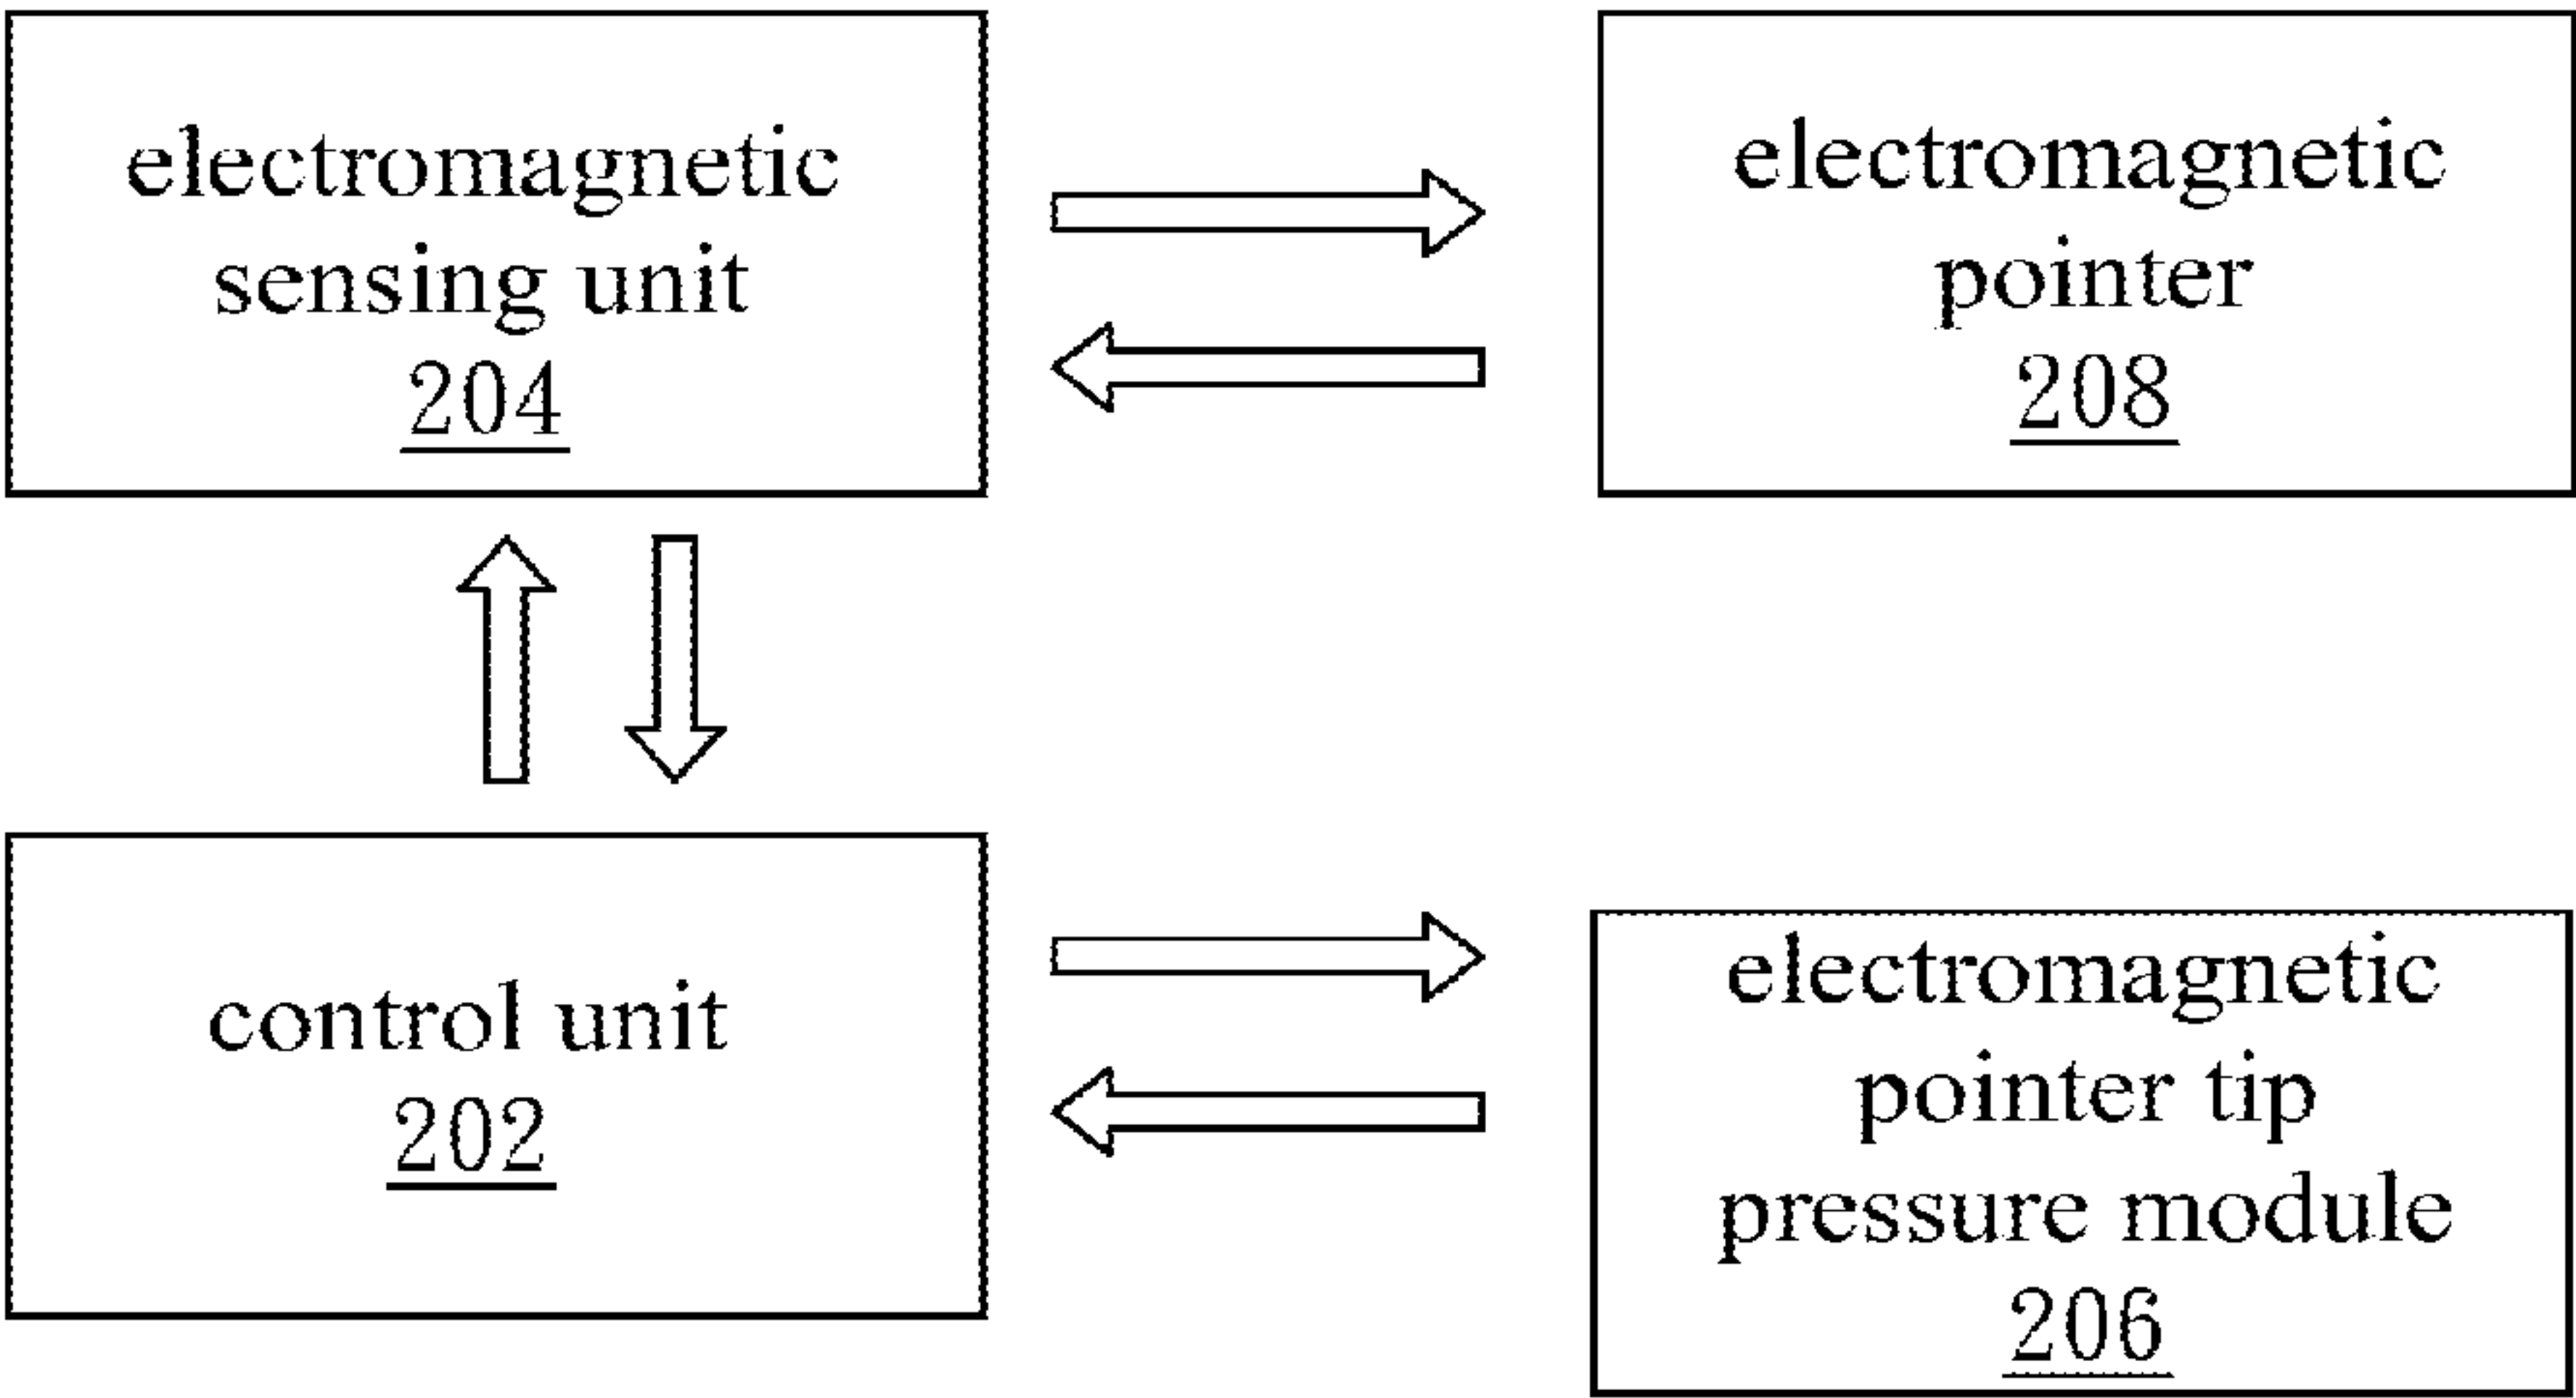 electromagnetic
sensing unit
204
electromagnetic
pointer
208
control unit
202
electromagnetic
pointer tip
pressure module
206